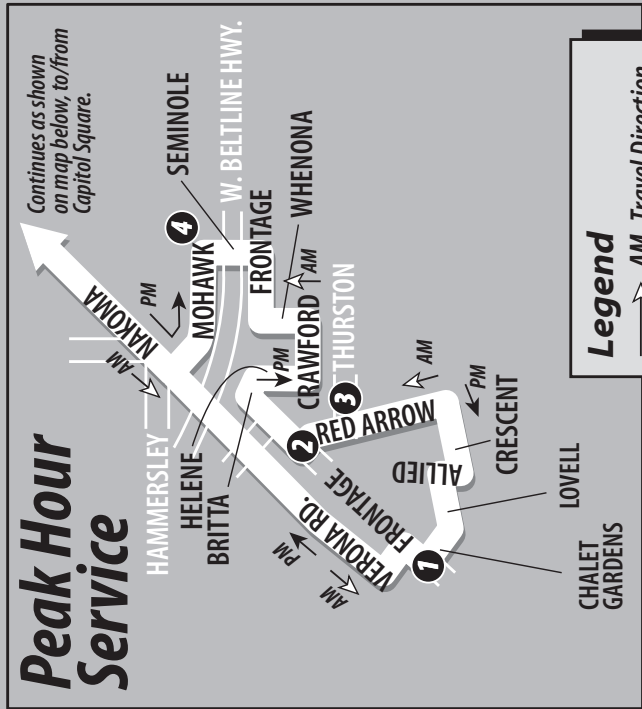 Peak Hour
Service
Continues as shown
on map below, to/from
Capitol Square.
NAKOMA
PM
AM
HAMMERSLEY
MOHAWK
4
SEMINOLE
W. BELTLINE HWY.
FRONTAGE
WHENONA
AM
HELENE
BRITTA
PM
CRAWFORD
THURSTON
3
2
RED ARROW
AM
PM
VERONA RD.
FRONTAGE
PM
AM
ALLIED
CRESCENT
LOVELL
1
CHALET
GARDENS
Legend
AM Travel Direction